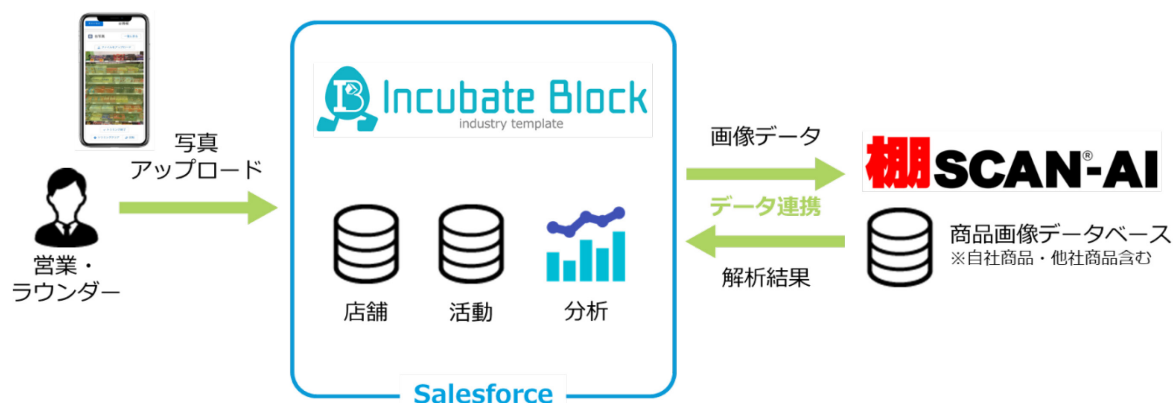 写真
アップロード
営業・
ラウンダー
Incubate Block
industry template
店舗
活動
分析
Salesforce
画像データ
データ連携
解析結果
棚SCAN®-AI
商品画像データベース
※自社商品・他社商品含む